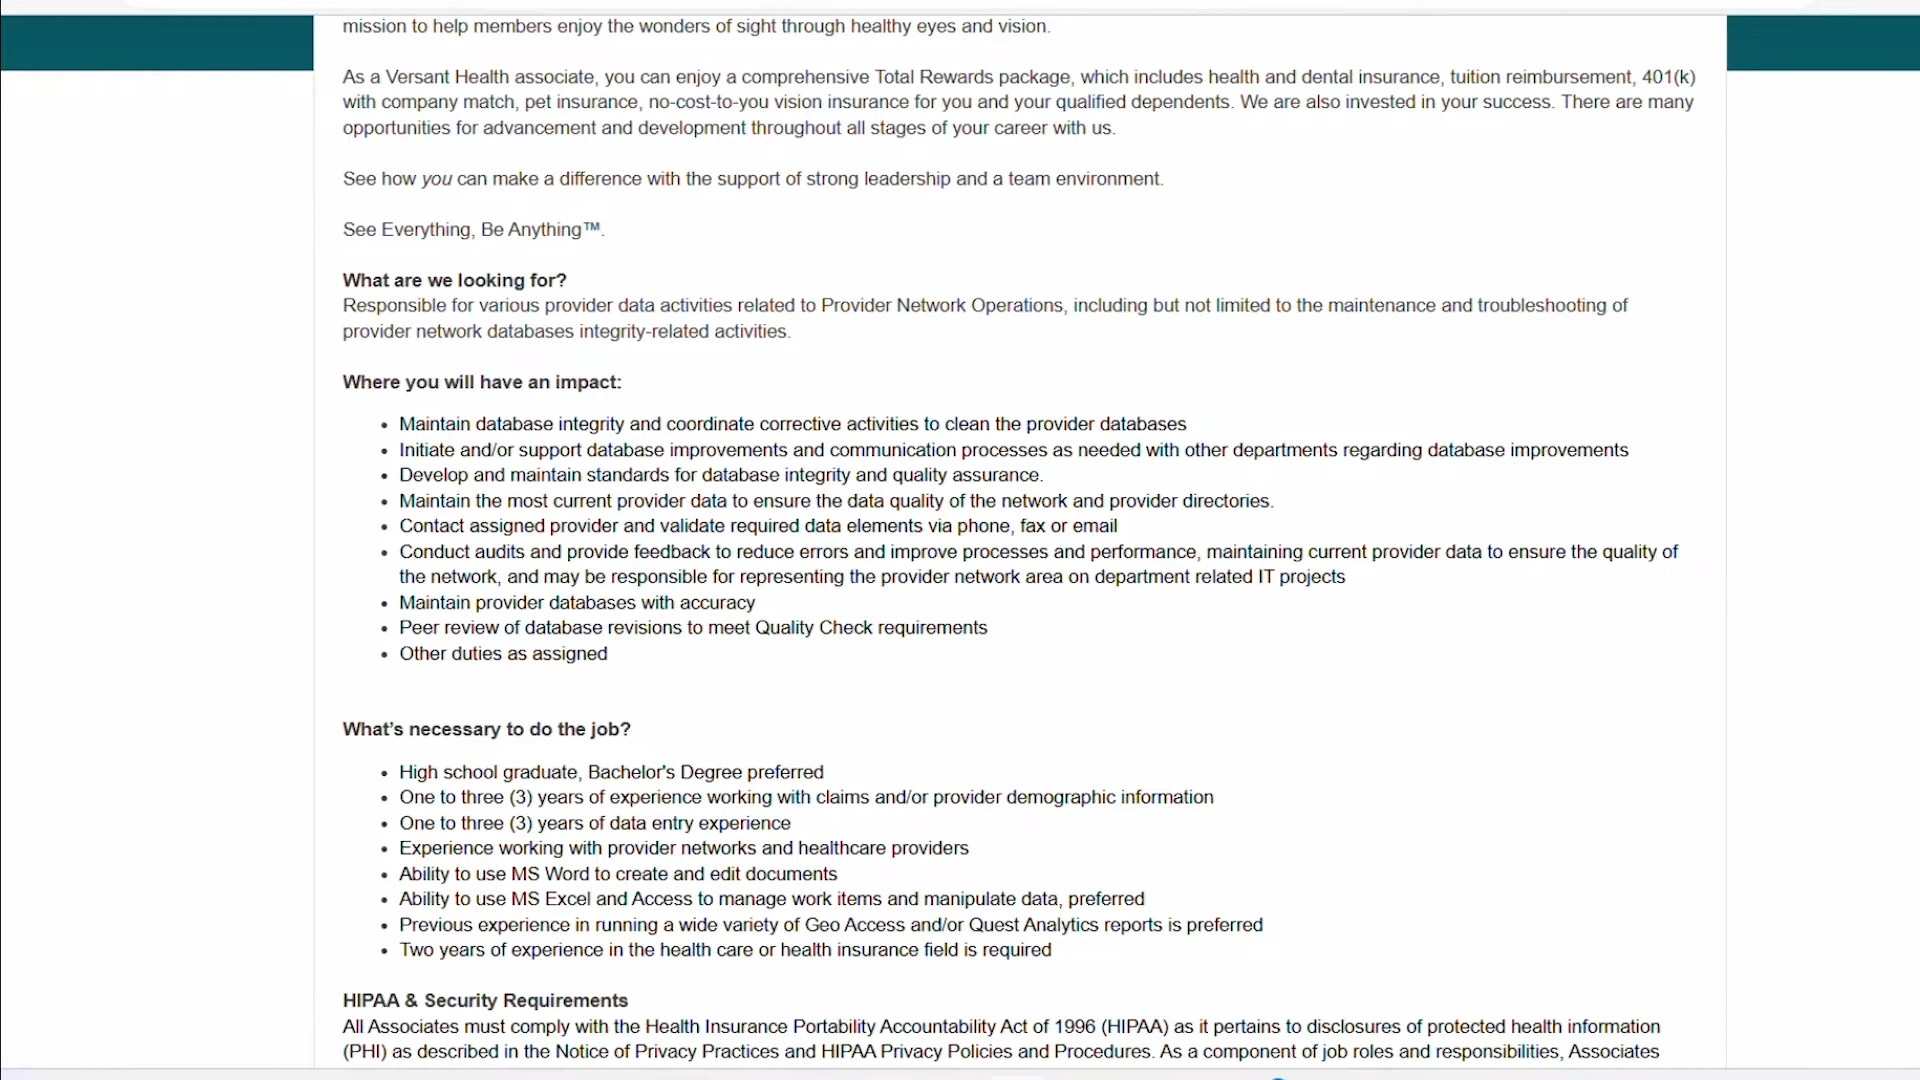 mission to help members enjoy the wonders of sight through healthy eyes and vision.
As a Versant Health associate, you can enjoy a comprehensive Total Rewards package, which includes health and dental insurance, tuition reimbursement, 401(k)
with company match, pet insurance, no-cost-to-you vision insurance for you and your qualified dependents. We are also invested in your success. There are many
opportunities for advancement and development throughout all stages of your career with us.
See how you can make a difference with the support of strong leadership and a team environment.
See Everything, Be Anything™.
What are we looking for?
Responsible for various provider data activities related to Provider Network Operations, including but not limited to the maintenance and troubleshooting of
provider network databases integrity-related activities.
Where you will have an impact:
• Maintain database integrity and coordinate corrective activities to clean the provider databases
• Initiate and/or support database improvements and communication processes as needed with other departments regarding database improvements
• Develop and maintain standards for database integrity and quality assurance.
• Maintain the most current provider data to ensure the data quality of the network and provider directories.
• Contact assigned provider and validate required data elements via phone, fax or email
• Conduct audits and provide feedback to reduce errors and improve processes and performance, maintaining current provider data to ensure the quality of
the network, and may be responsible for representing the provider network area on department related IT projects
• Maintain provider databases with accuracy
• Peer review of database revisions to meet Quality Check requirements
• Other duties as assigned
What's necessary to do the job?
• High school graduate, Bachelor's Degree preferred
• One to three (3) years of experience working with claims and/or provider demographic information
• One to three (3) years of data entry experience
• Experience working with provider networks and healthcare providers
• Ability to use MS Word to create and edit documents
• Ability to use MS Excel and Access to manage work items and manipulate data, preferred
• Previous experience in running a wide variety of Geo Access and/or Quest Analytics reports is preferred
• Two years of experience in the health care or health insurance field is required
HIPAA & Security Requirements
All Associates must comply with the Health Insurance Portability Accountability Act of 1996 (HIPAA) as it pertains to disclosures of protected health information
(PHI) as described in the Notice of Privacy Practices and HIPAA Privacy Policies and Procedures. As a component of job roles and responsibilities, Associates